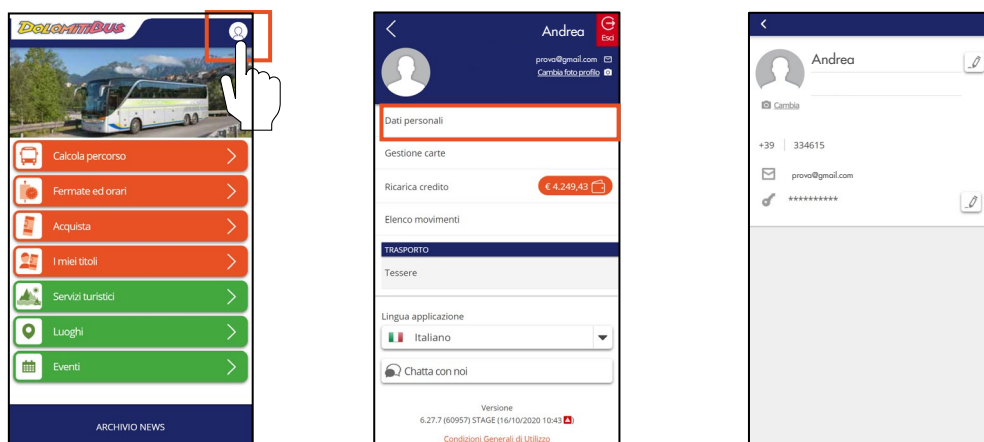 DOLOMITIBUS
Calcola percorso
Fermate ed orari
Acquista
I miei titoli
Servizi turistici
Luoghi
Eventi
ARCHIVIO NEWS
Andrea
Esci
prova@gmail.com
Cambia foto profilo
Dati personali
Gestione carte
Ricarica credito € 4.249,43
Elenco movimenti
TRASPORTO
Tessere
Lingua applicazione
Italiano
Chatta con noi
Versione
6.27.7 (60957) STAGE (16/10/2020 10:43)
Condizioni Generali di Utilizzo
Andrea
Cambia
+39 334615
prova@gmail.com
**********